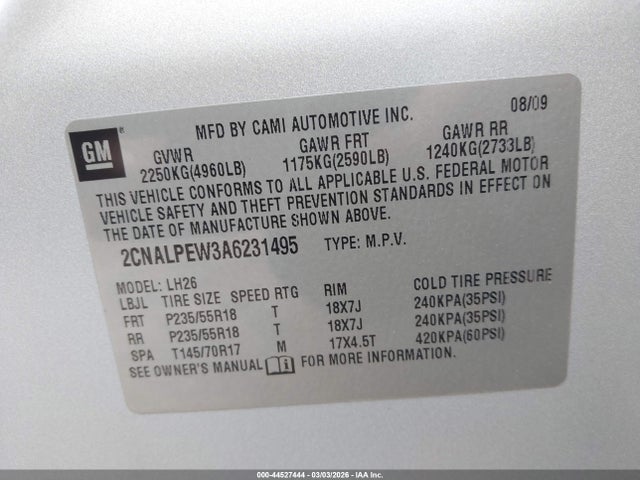 GM
®
MFD BY CAMI AUTOMOTIVE INC. 08/09
GVWR GAWR FRT GAWR RR
2250KG(4960LB) 1175KG(2590LB) 1240KG(2733LB)
THIS VEHICLE CONFORMS TO ALL APPLICABLE U.S. FEDERAL MOTOR
VEHICLE SAFETY AND THEFT PREVENTION STANDARDS IN EFFECT ON
THE DATE OF MANUFACTURE SHOWN ABOVE.
2CNALPEW3A6231495 TYPE: M.P.V.
MODEL: LH26
LBJL TIRE SIZE SPEED RTG RIM COLD TIRE PRESSURE
FRT P235/55R18 T 18X7J 240KPA(35PSI)
RR P235/55R18 T 18X7J 240KPA(35PSI)
SPA T145/70R17 M 17X4.5T 420KPA(60PSI)
SEE OWNER'S MANUAL i FOR MORE INFORMATION.
000-44527444 | 03/03/2026 - IAA Inc.